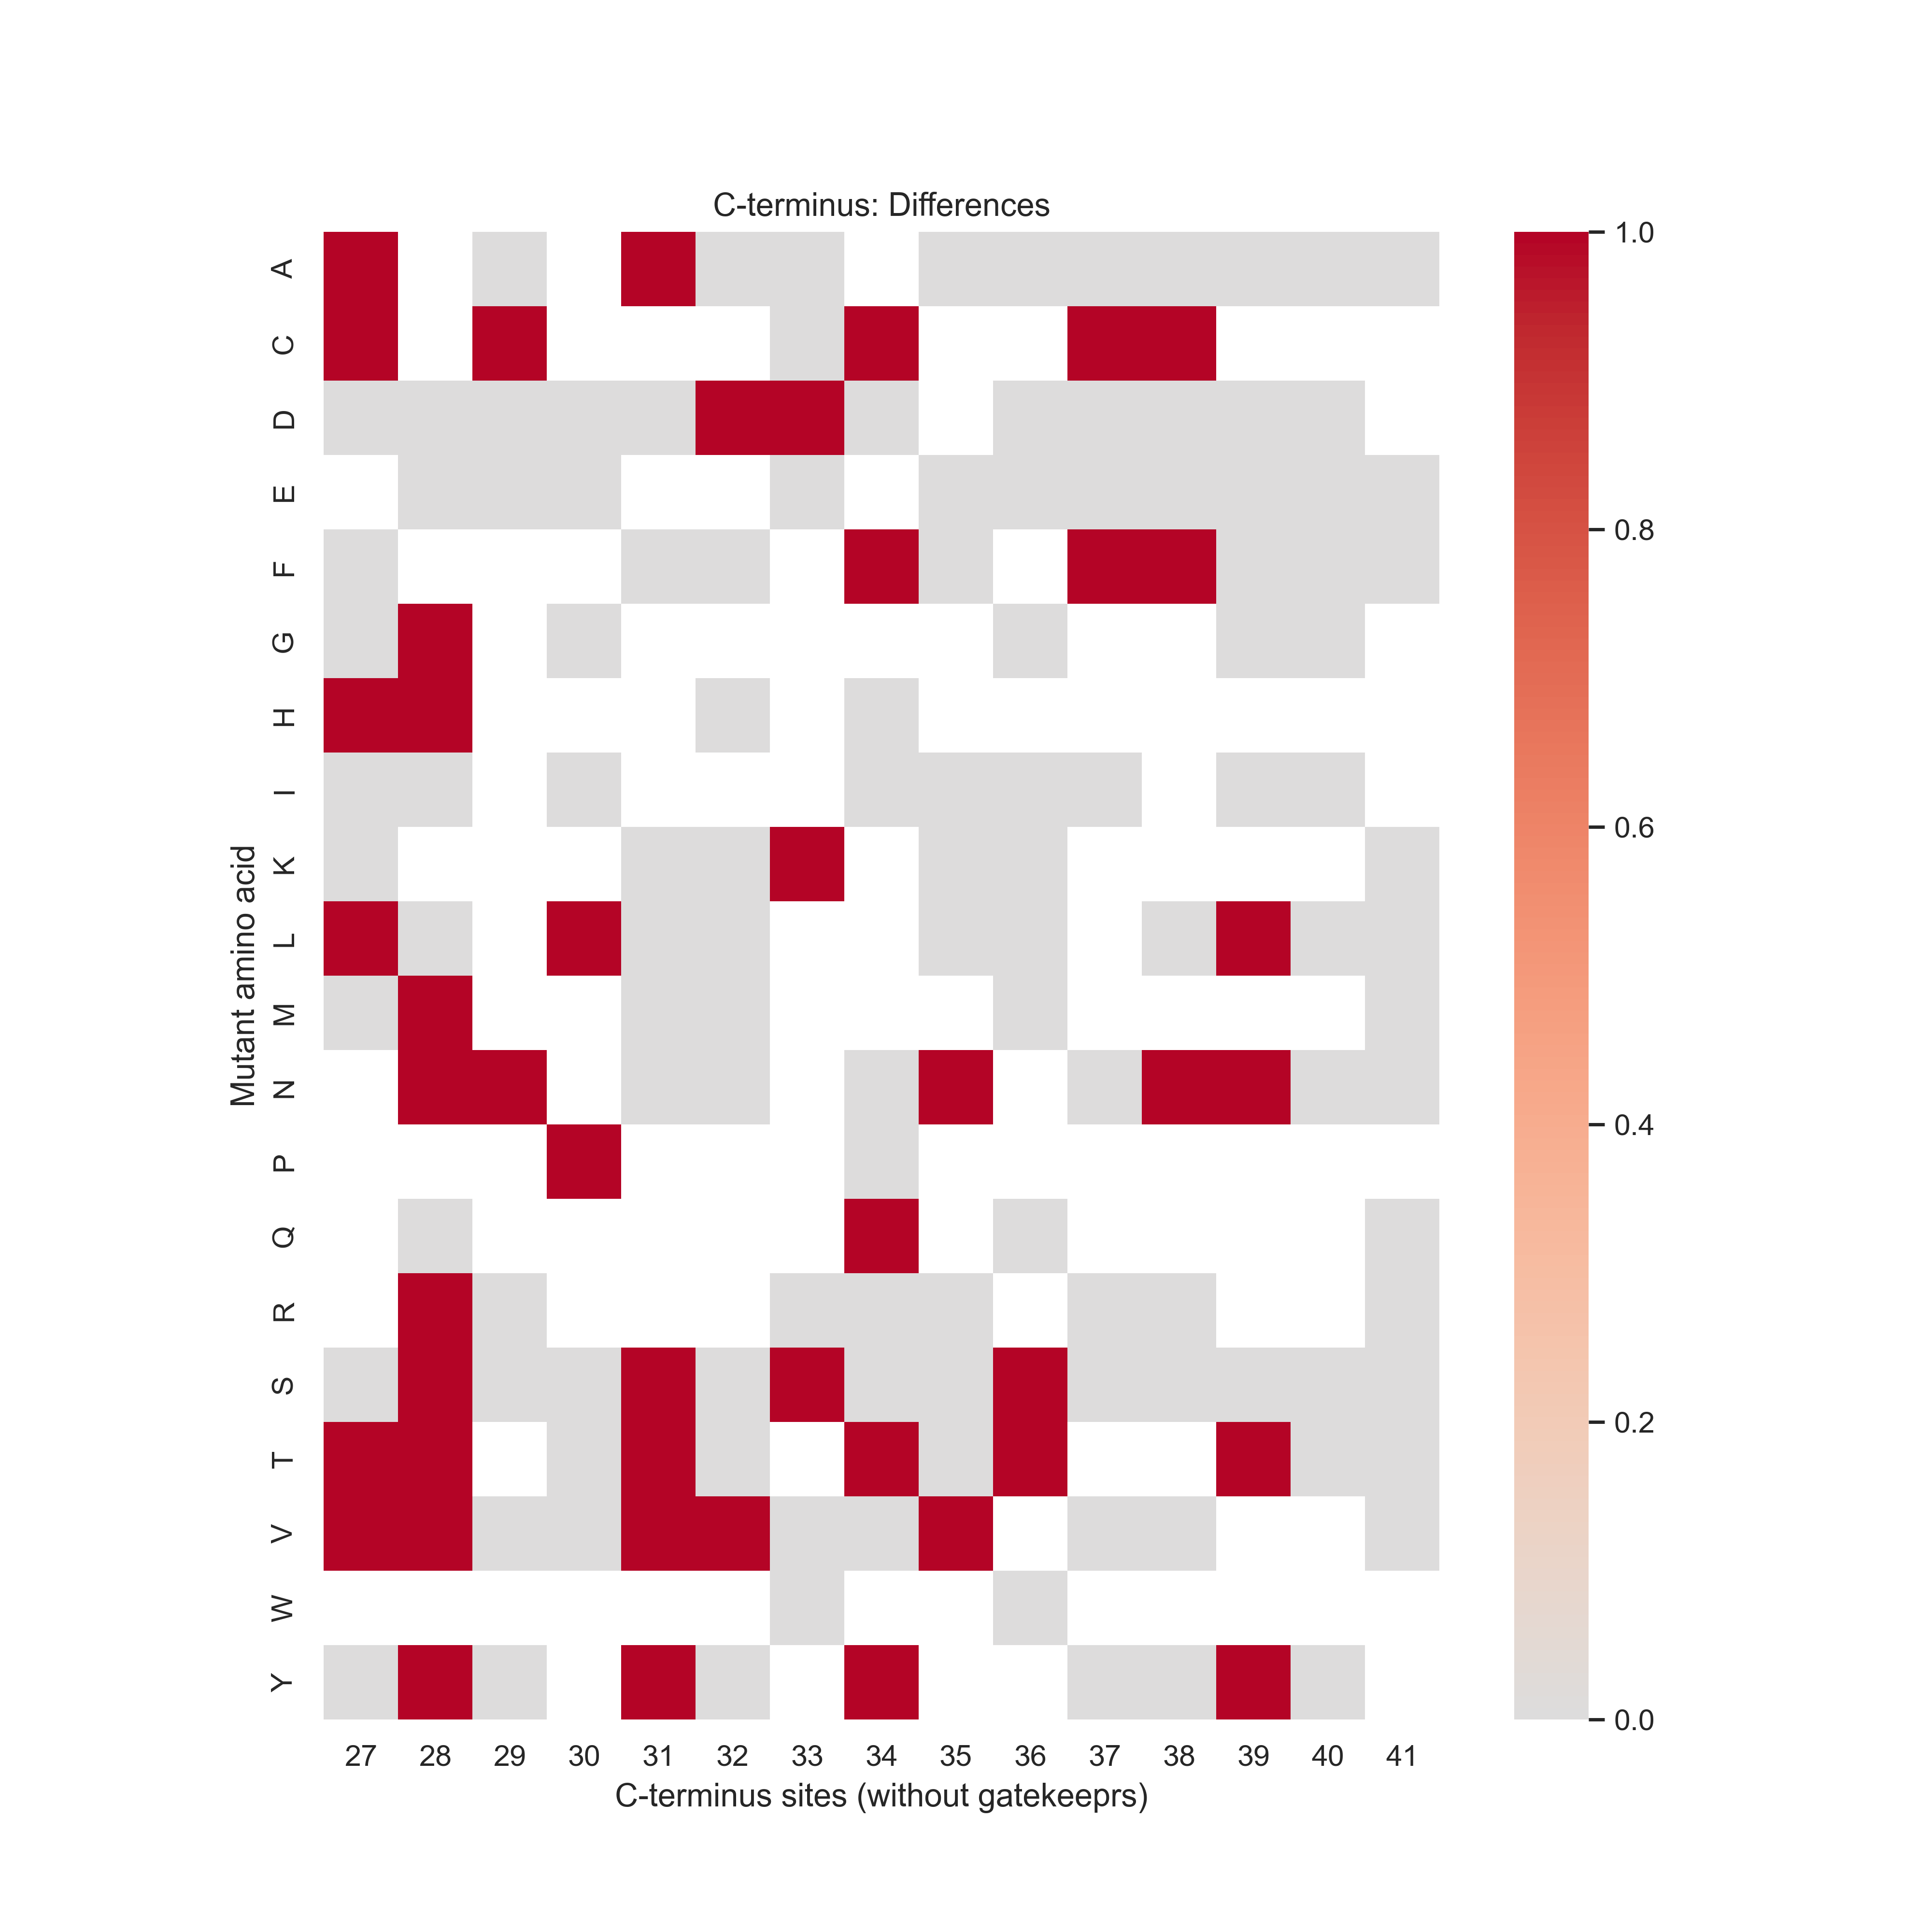 C-terminus: Differences
A
C
D
E
F
G
H
I
K
L
M
N
P
Q
R
S
T
V
W
Y
Mutant amino acid
27 28 29 30 31 32 33 34 35 36 37 38 39 40 41
C-terminus sites (without gatekeeprs)
1.0
0.8
0.6
0.4
0.2
0.0